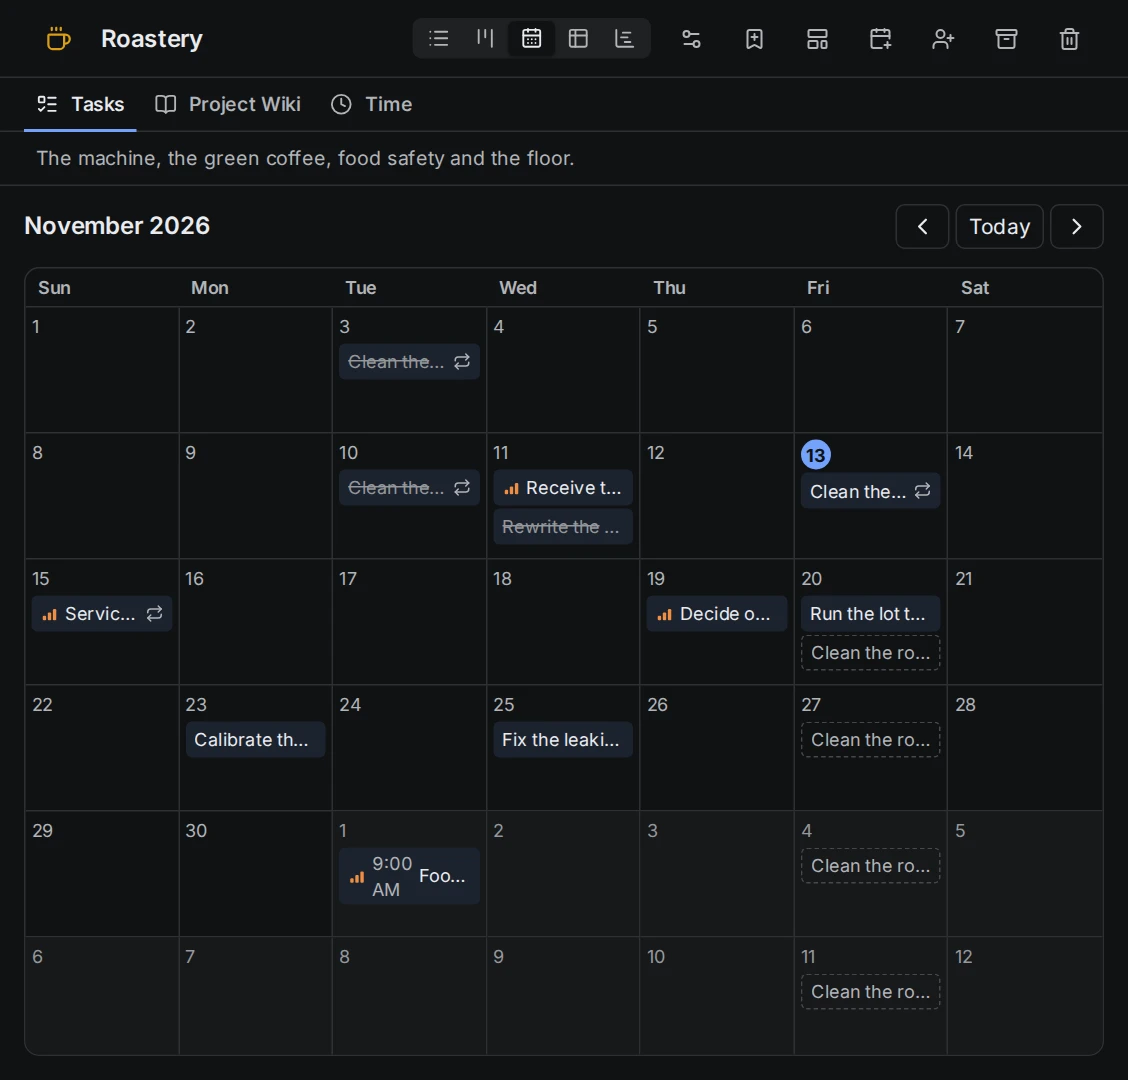 Roastery
Tasks Project Wiki Time
The machine, the green coffee, food safety and the floor.
November 2026 Today
Sun Mon Tue Wed Thu Fri Sat
1 2 3 4 5 6 7
Clean the...
8 9 10 11 12 13 14
Clean the... Receive t... Clean the...
Rewrite the ...
15 16 17 18 19 20 21
Servic... Decide o... Run the lot t...
Clean the ro...
22 23 24 25 26 27 28
Calibrate th... Fix the leaki... Clean the ro...
29 30 1 2 3 4 5
9:00 AM Foo... Clean the ro...
6 7 8 9 10 11 12
Clean the ro...